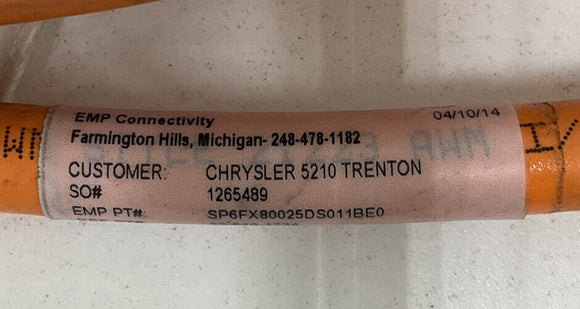 EMP Connectivity 04/10/14
Farmington Hills, Michigan- 248-478-1182
CUSTOMER: CHRYSLER 5210 TRENTON
SO# 1265489
EMP PT#: SP6FX80025DS011BE0
AWM